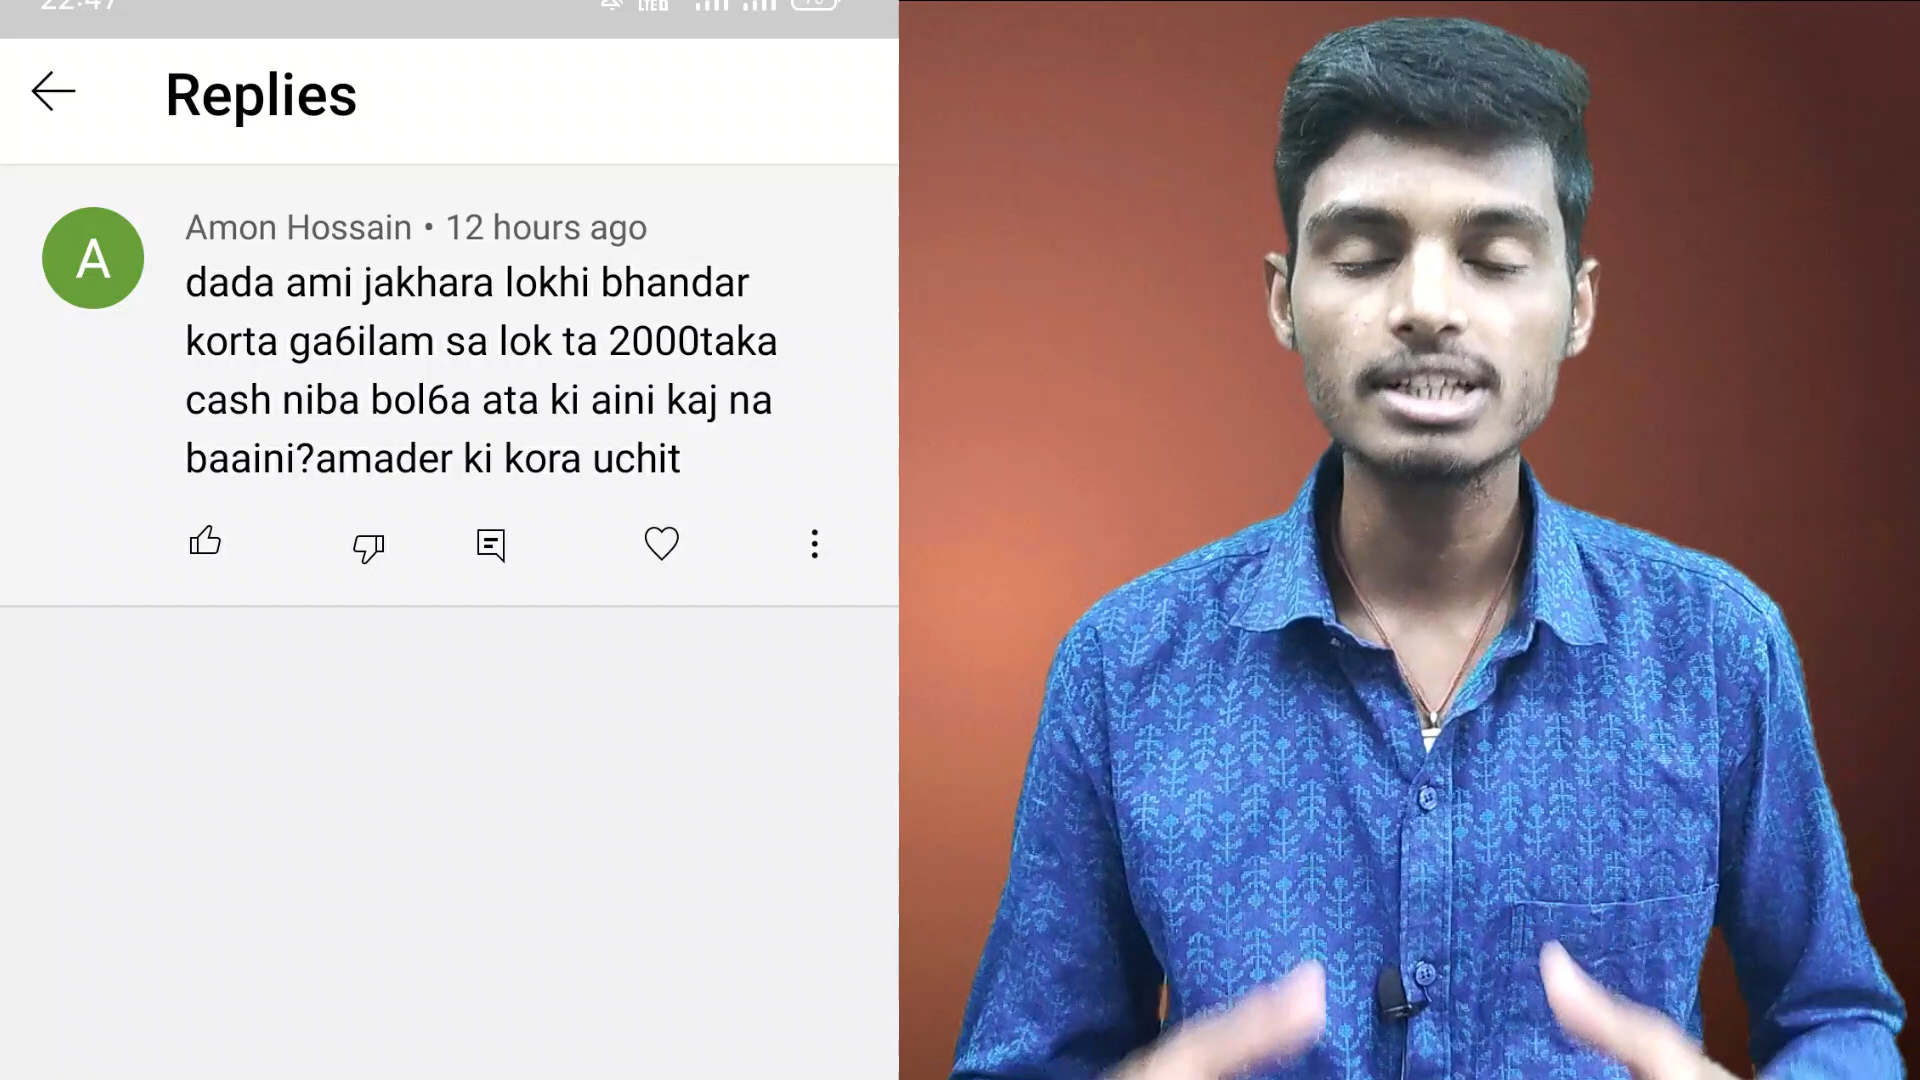 Replies
A
Amon Hossain • 12 hours ago
dada ami jakhara lokhi bhandar
korta ga6ilam sa lok ta 2000taka
cash niba bol6a ata ki aini kaj na
baaini?amader ki kora uchit